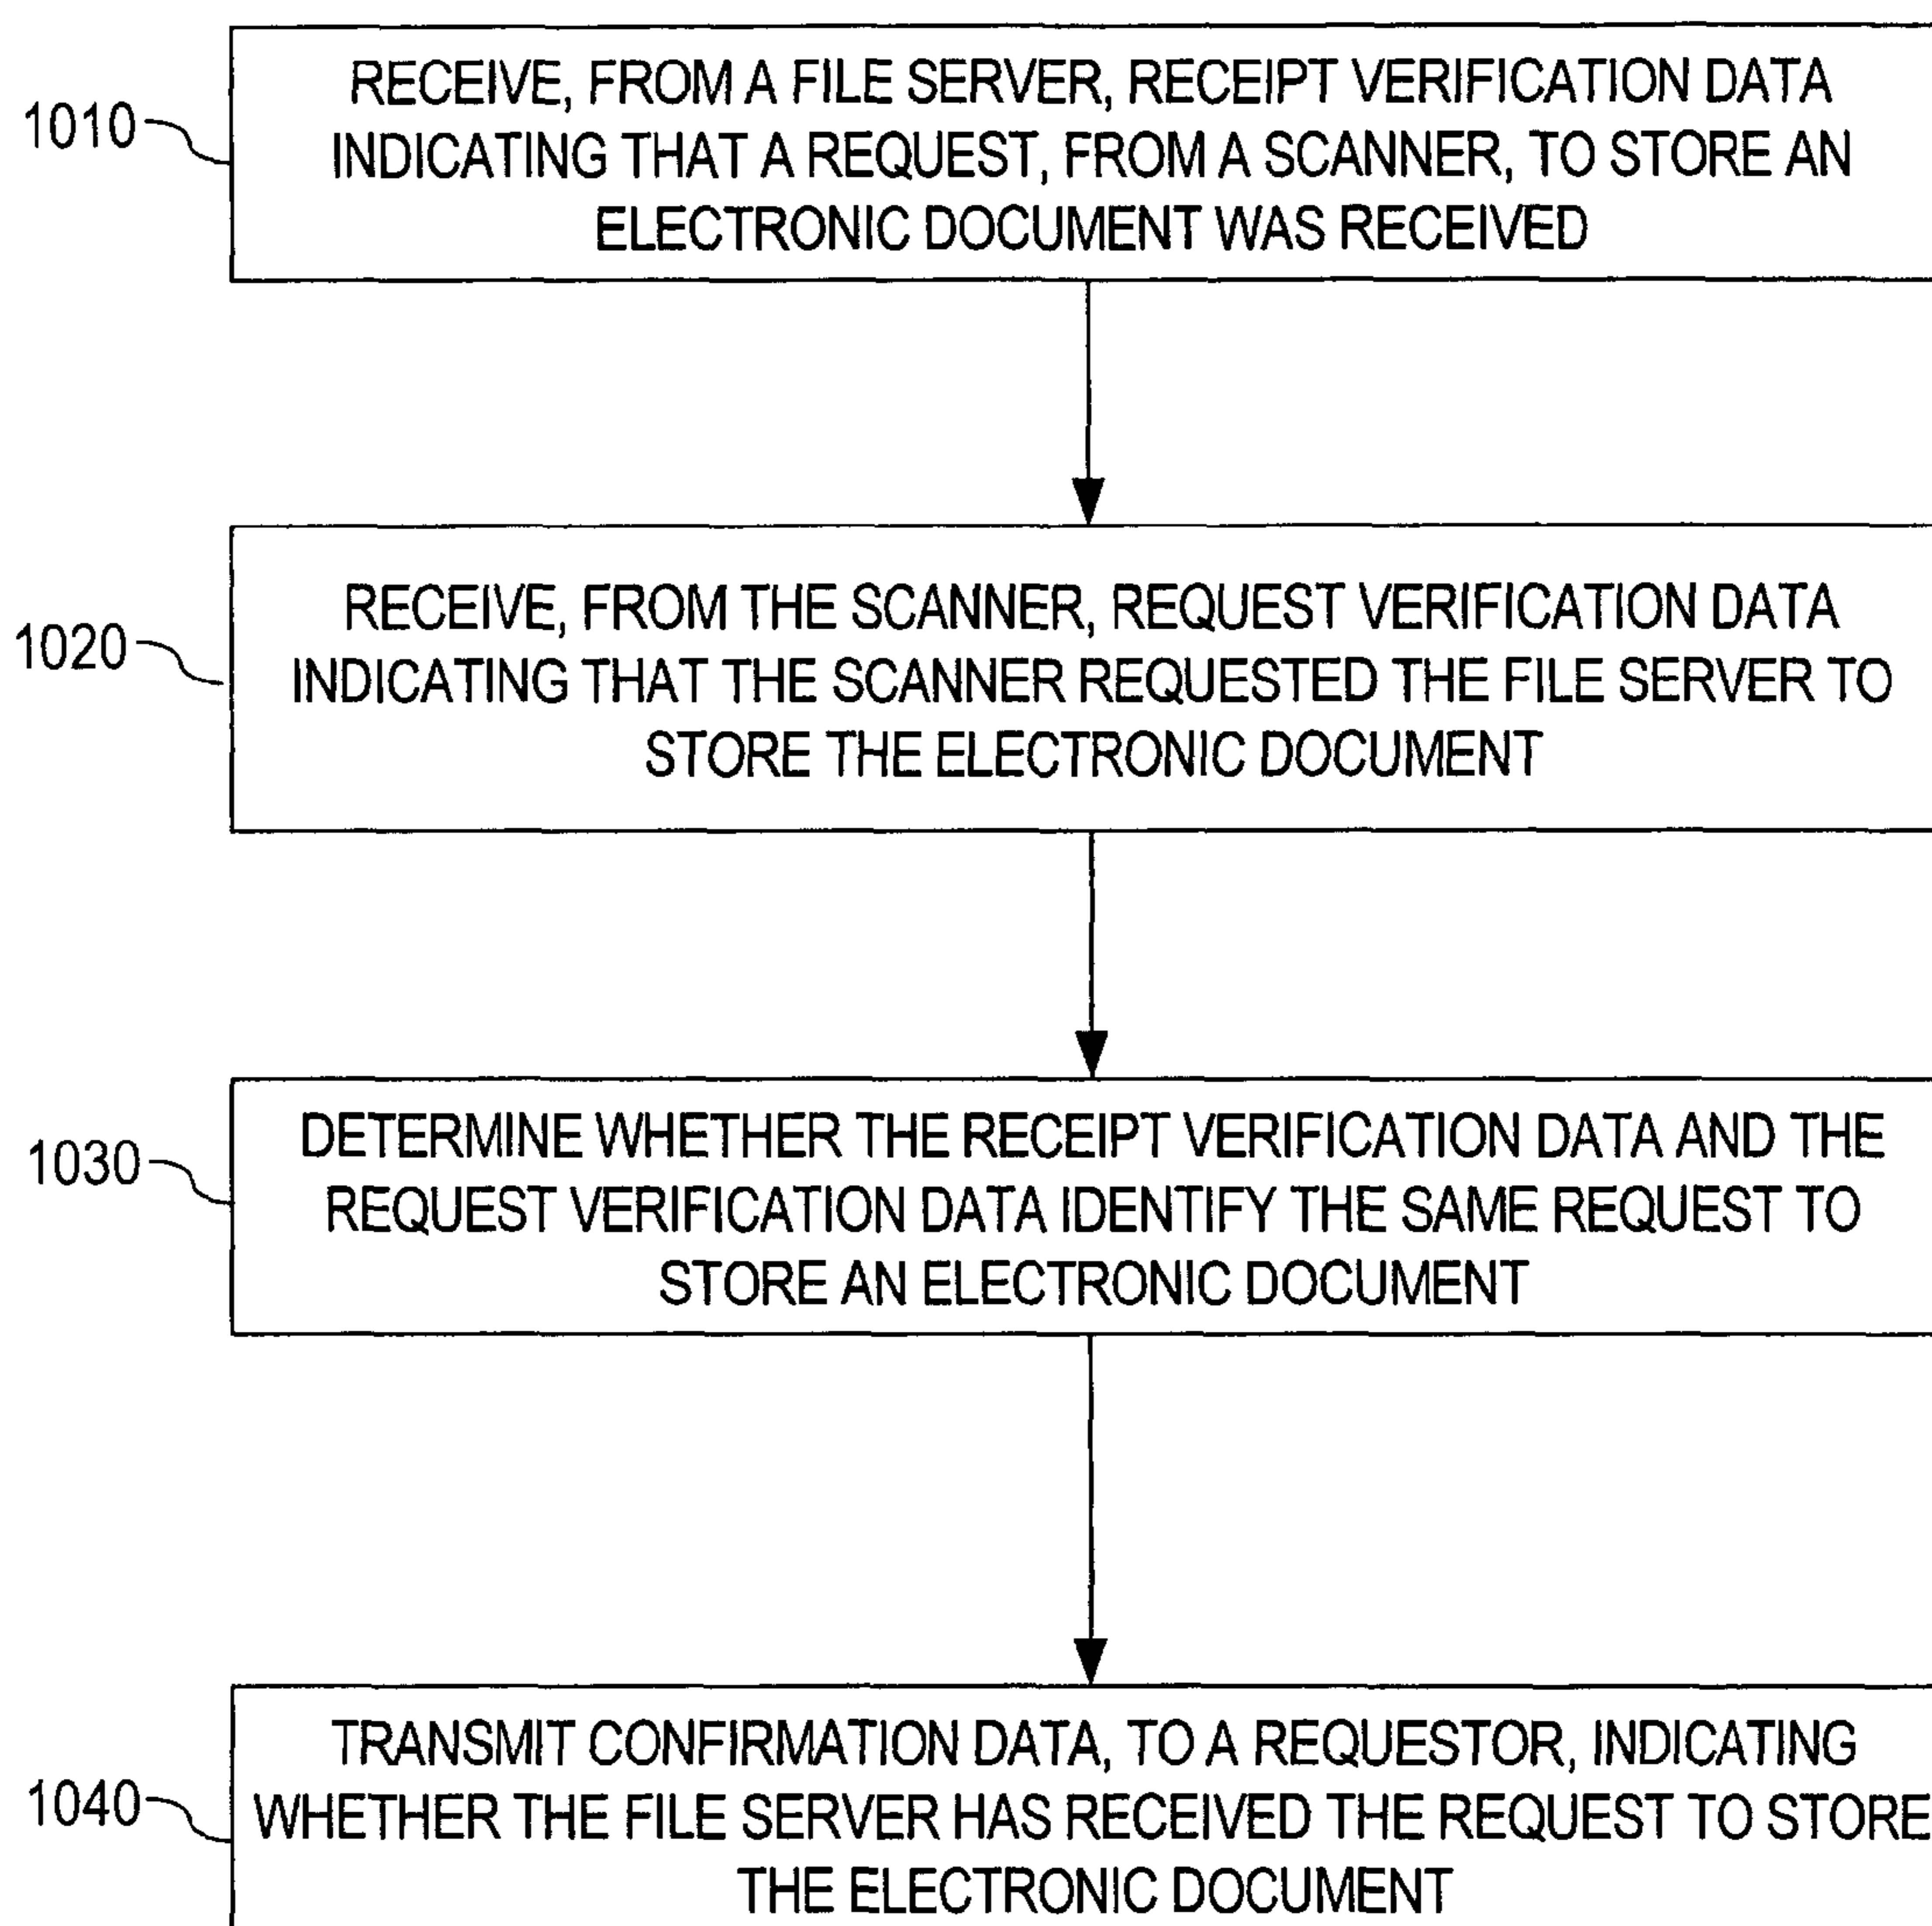 RECEIVE, FROM A FILE SERVER, RECEIPT VERIFICATION DATA
1010
INDICATING THAT A REQUEST, FROM A SCANNER, TO STORE AN
ELECTRONIC DOCUMENT WAS RECEIVED
RECEIVE, FROM THE SCANNER, REQUEST VERIFICATION DATA
1020
INDICATING THAT THE SCANNER REQUESTED THE FILE SERVER TO
STORE THE ELECTRONIC DOCUMENT
DETERMINE WHETHER THE RECEIPT VERIFICATION DATA AND THE
1030
REQUEST VERIFICATION DATA IDENTIFY THE SAME REQUEST TO
STORE AN ELECTRONIC DOCUMENT
TRANSMIT CONFIRMATION DATA, TO A REQUESTOR, INDICATING
1040
WHETHER THE FILE SERVER HAS RECEIVED THE REQUEST TO STORE
THE ELECTRONIC DOCUMENT